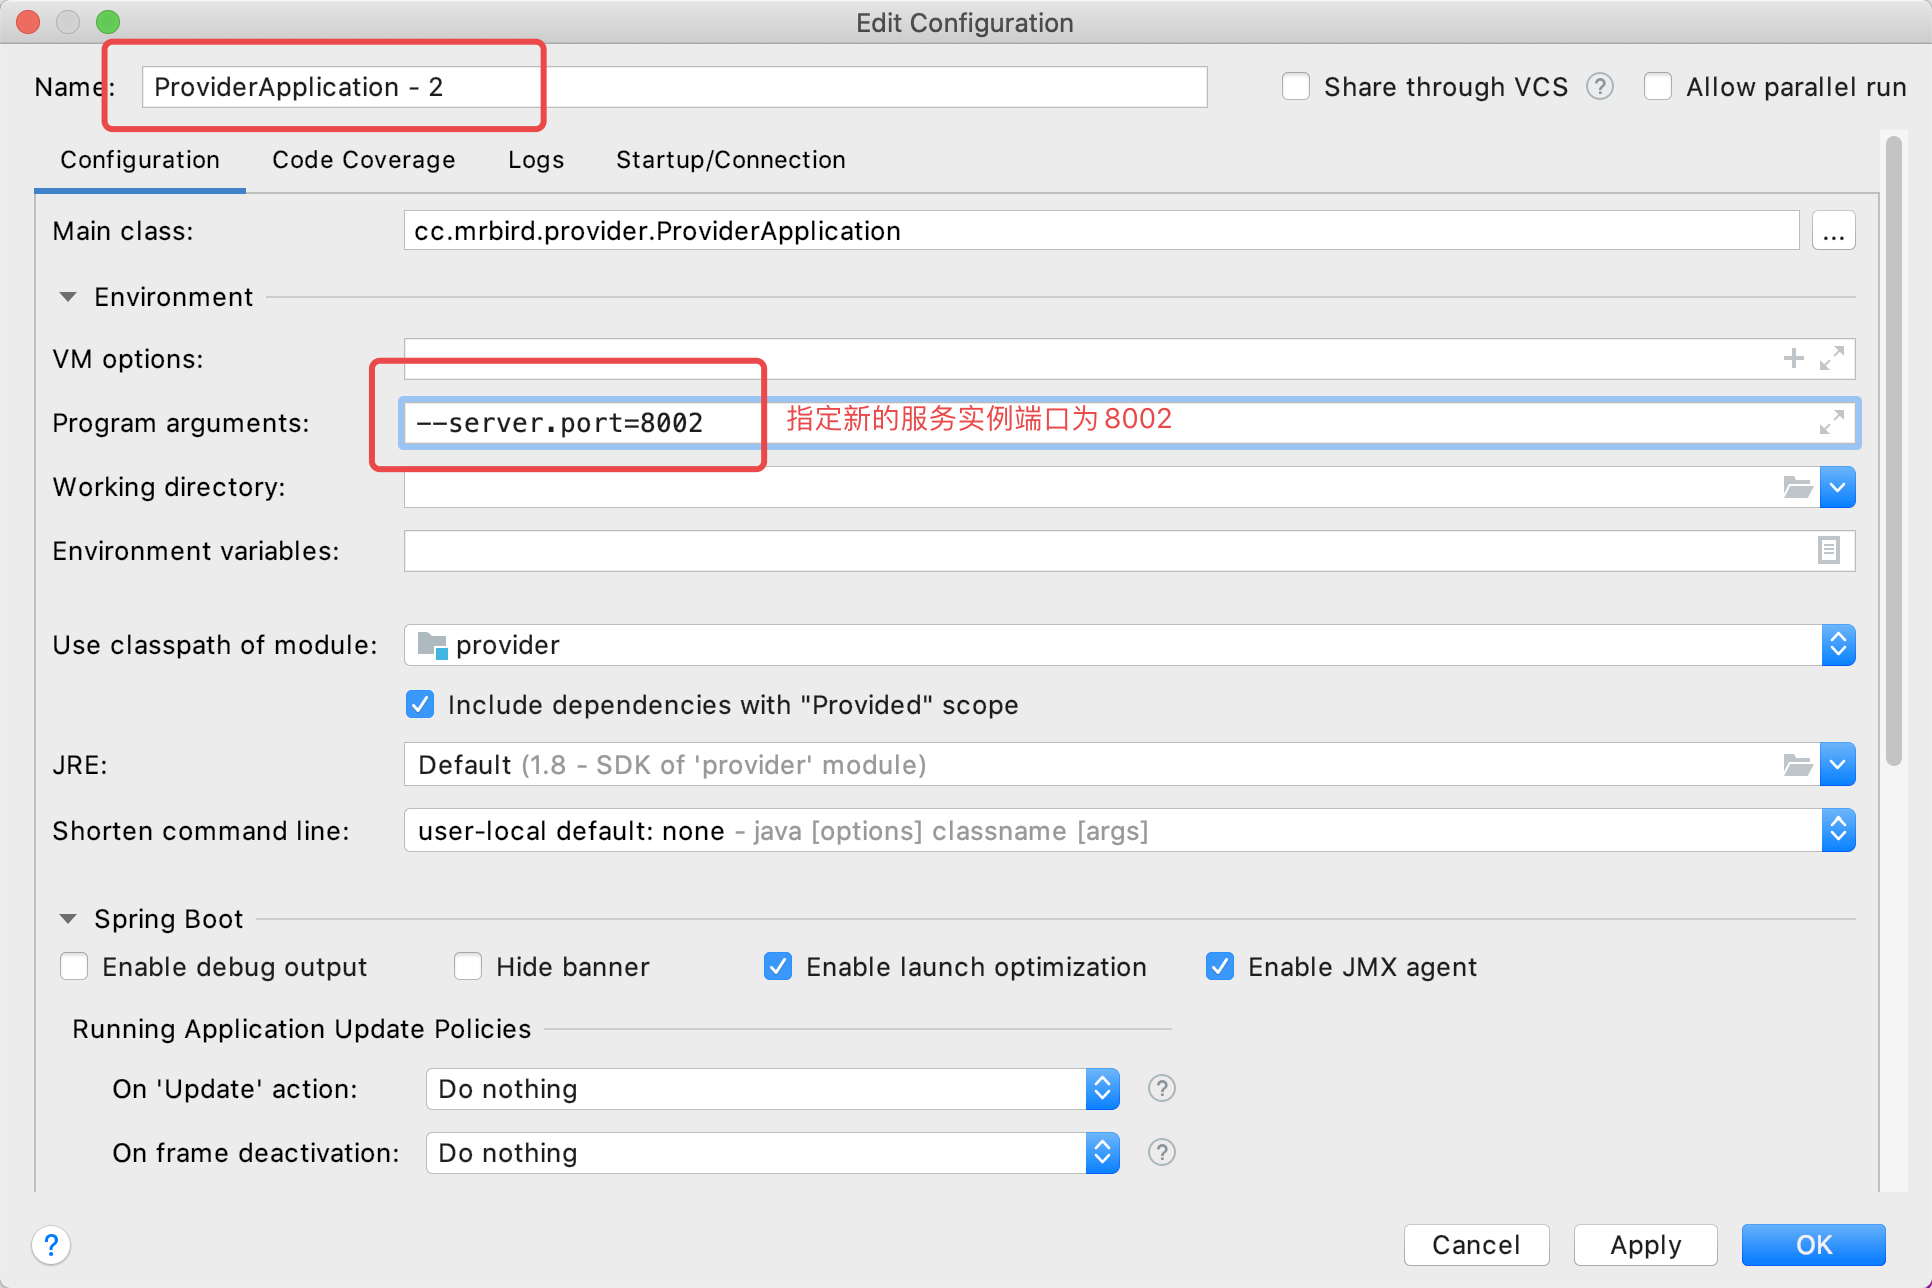 Edit Configuration
Name: ProviderApplication - 2 Share through VCS ? Allow parallel run
Configuration Code Coverage Logs Startup/Connection
Main class: cc.mrbird.provider.ProviderApplication ...
Environment
VM options:
Program arguments: --server.port=8002 指定新的服务实例端口为8002
Working directory:
Environment variables:
Use classpath of module: provider
Include dependencies with "Provided" scope
JRE: Default (1.8 - SDK of 'provider' module)
Shorten command line: user-local default: none - java [options] classname [args]
Spring Boot
Enable debug output Hide banner Enable launch optimization Enable JMX agent
Running Application Update Policies
On 'Update' action: Do nothing ?
On frame deactivation: Do nothing ?
? Cancel Apply OK